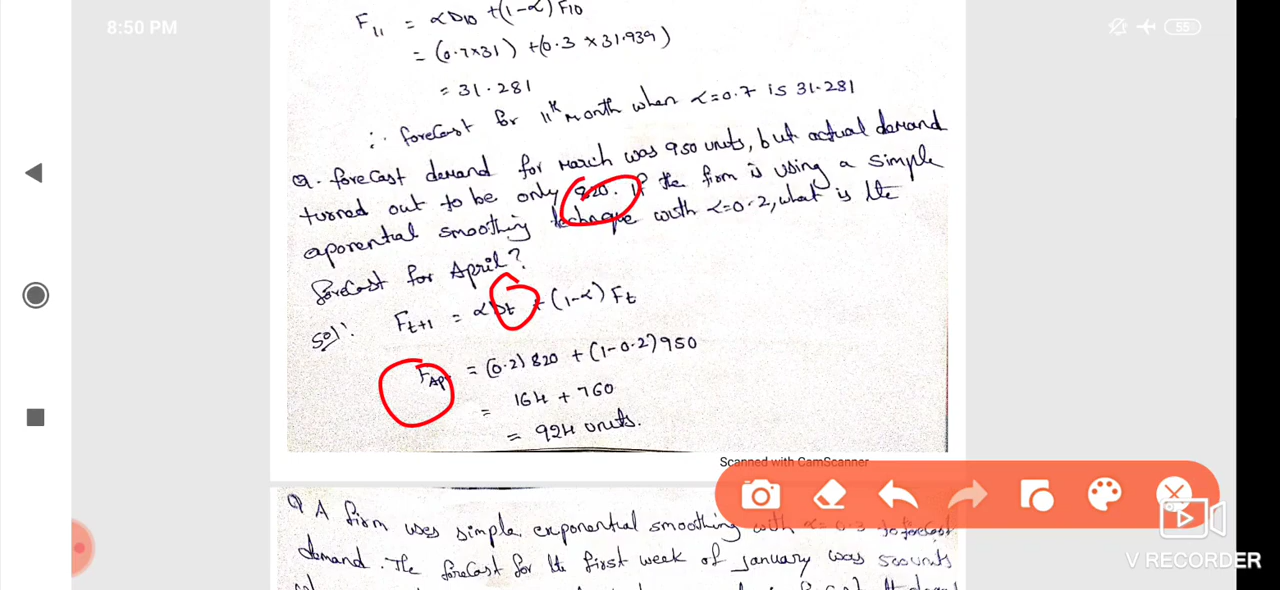 8:50 PM
55
F11 = αD10 + (1-α) F10
= (0.7×31) + (0.3 × 31.939)
= 31.281
∴ forecast for 11th month when α=0.7 is 31.281
Q. forecast demand for March was 950 units, but actual demand
turned out to be only 820. If the firm is using a simple
exponential smoothing technique with α=0.2, what is the
forecast for April?
Sol: Ft+1 = αDt + (1-α) Ft
FAp = (0.2) 820 + (1-0.2) 950
= 164 + 760
= 924 units.
Scanned with CamScanner
Q A firm uses simple exponential smoothing with α= 0.3 to forecast
demand. The forecast for the first week of january was 500 units
V RECORDER